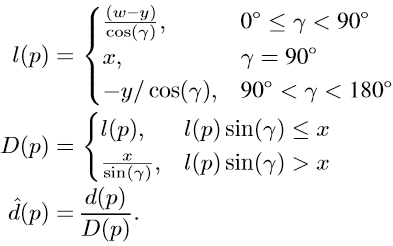 l(p) = { (w−y)/cos(γ), 0° ≤ γ < 90°
x, γ = 90°
−y/ cos(γ), 90° < γ < 180°
D(p) = { l(p), l(p) sin(γ) ≤ x
x/sin(γ), l(p) sin(γ) > x
d̂(p) = d(p)/D(p).